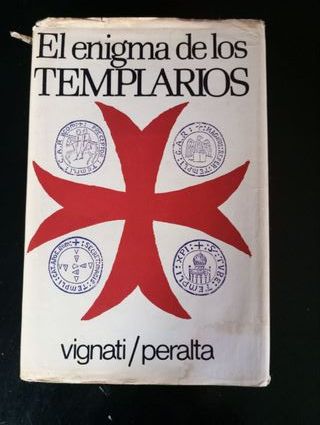 El enigma de los
TEMPLARIOS
vignati/peralta